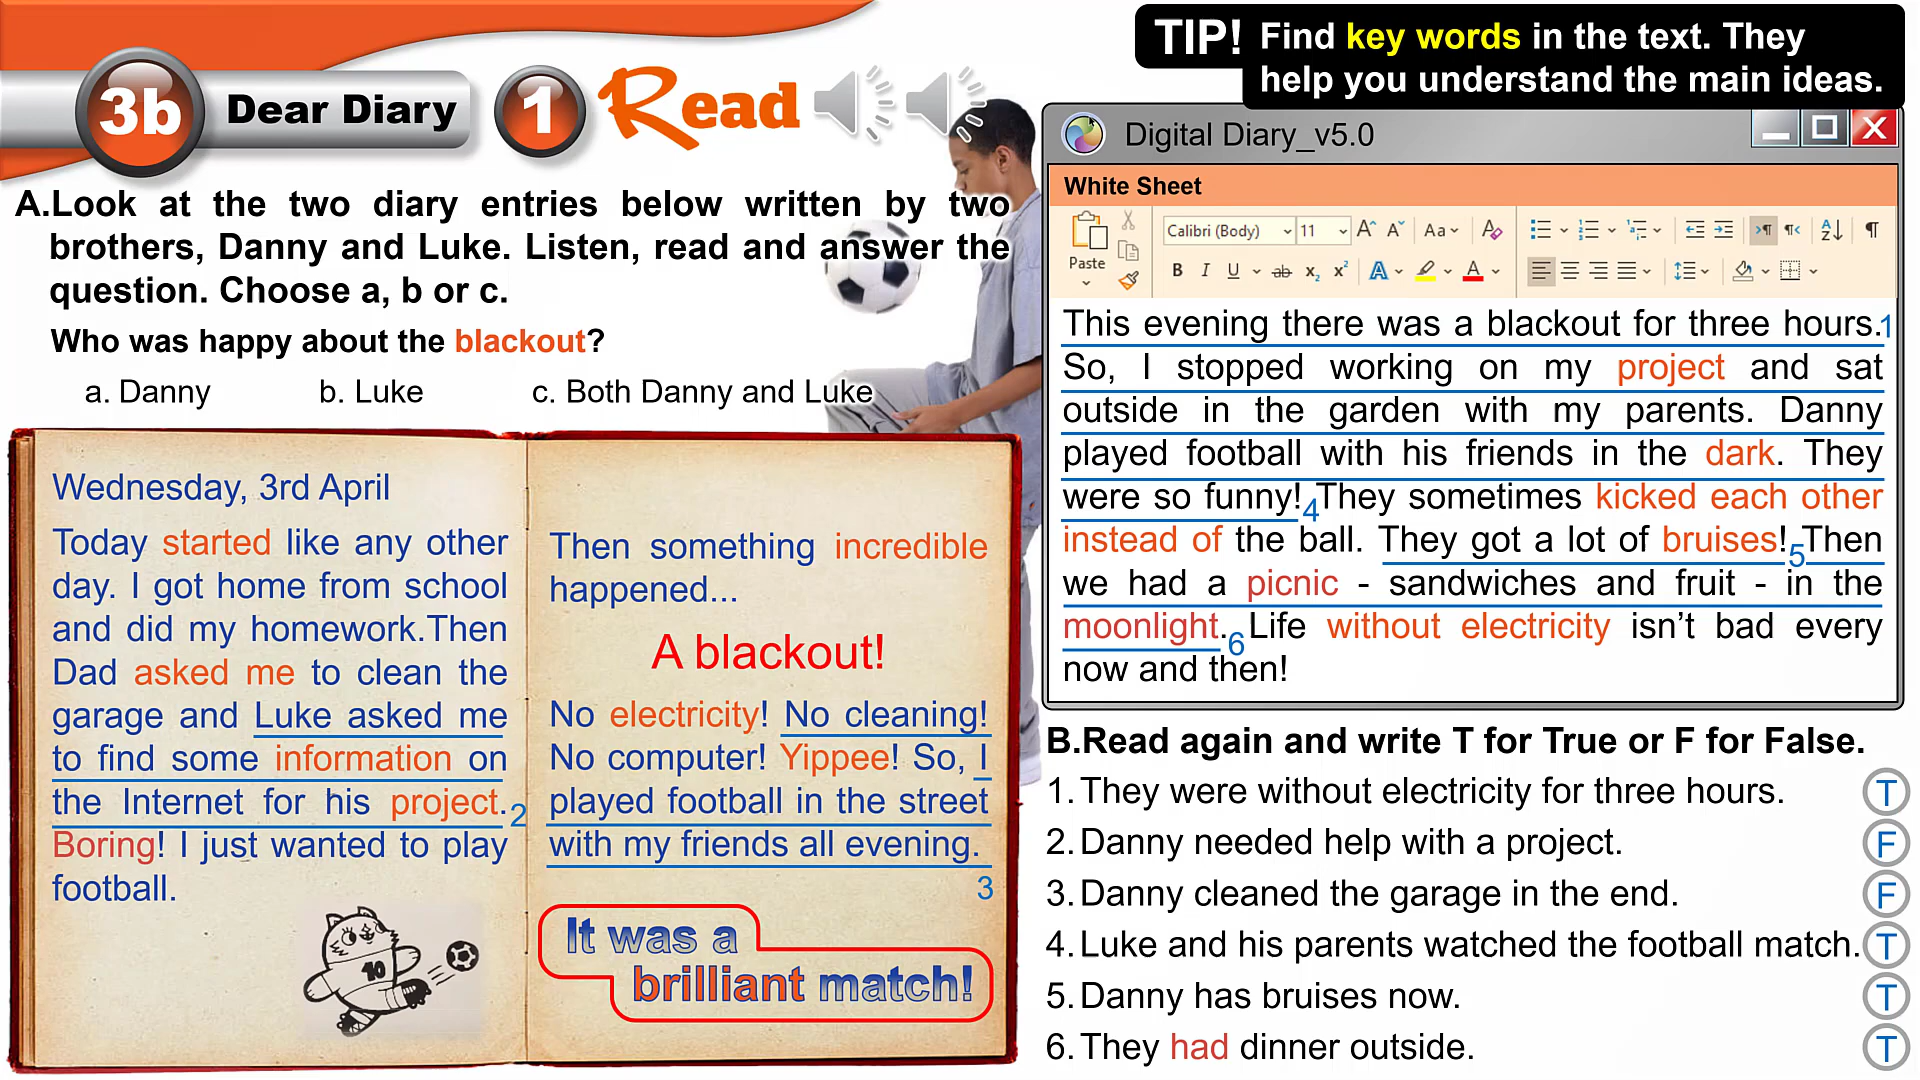 3b Dear Diary 1 Read
TIP! Find key words in the text. They
help you understand the main ideas.
A.Look at the two diary entries below written by two
brothers, Danny and Luke. Listen, read and answer the
question. Choose a, b or c.
Who was happy about the blackout?
a. Danny b. Luke c. Both Danny and Luke
Wednesday, 3rd April
Today started like any other
day. I got home from school
and did my homework.Then
Dad asked me to clean the
garage and Luke asked me
to find some information on
the Internet for his project. 2
Boring! I just wanted to play
football.
10
Then something incredible
happened...
A blackout!
No electricity! No cleaning!
No computer! Yippee! So, I
played football in the street
with my friends all evening.
3
It was a
brilliant match!
Digital Diary_v5.0
White Sheet
Paste
Calibri (Body) 11 A A Aa A
B I U ab x2 x2 A A
This evening there was a blackout for three hours. 1
So, I stopped working on my project and sat
outside in the garden with my parents. Danny
played football with his friends in the dark. They
were so funny! 4 They sometimes kicked each other
instead of the ball. They got a lot of bruises! 5 Then
we had a picnic - sandwiches and fruit - in the
moonlight. 6 Life without electricity isn't bad every
now and then!
B.Read again and write T for True or F for False.
1. They were without electricity for three hours. T
2. Danny needed help with a project. F
3. Danny cleaned the garage in the end. F
4. Luke and his parents watched the football match. T
5. Danny has bruises now. T
6. They had dinner outside. T